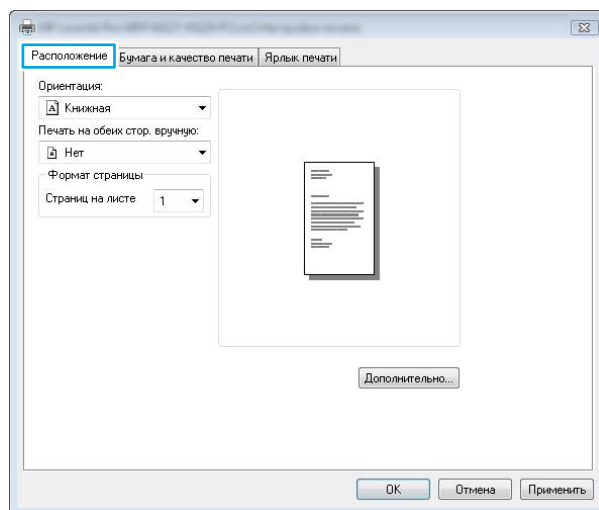 Расположение Бумага и качество печати Ярлык печати
Ориентация:
Книжная
Печать на обеих стор. вручную:
Нет
Формат страницы
Страниц на листе 1
Дополнительно...
OK Отмена Применить